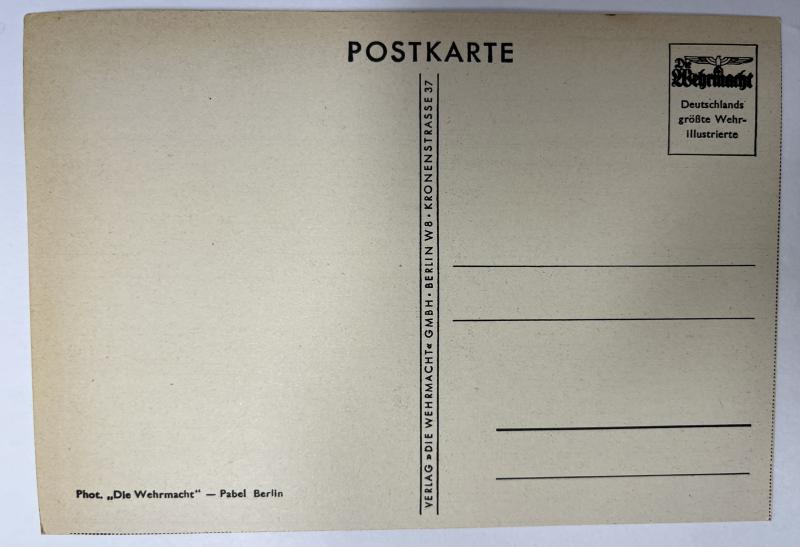 POSTKARTE
Die
Wehrmacht
Deutschlands
größte Wehr-
illustrierte
VERLAG »DIE WEHRMACHT« GMBH · BERLIN W8 · KRONENSTRASSE 37
Phot. „Die Wehrmacht“ — Pabel Berlin